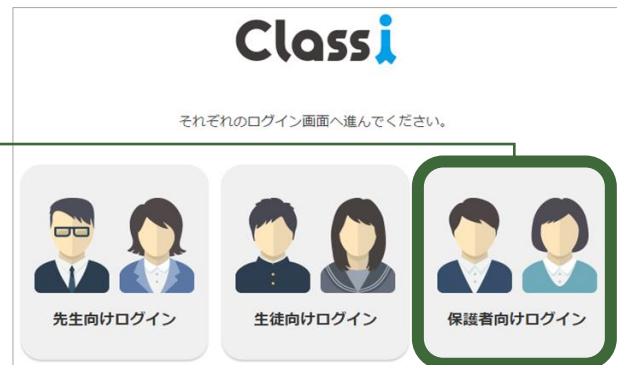 Classi
それぞれのログイン画面へ進んでください。
先生向けログイン
生徒向けログイン
保護者向けログイン